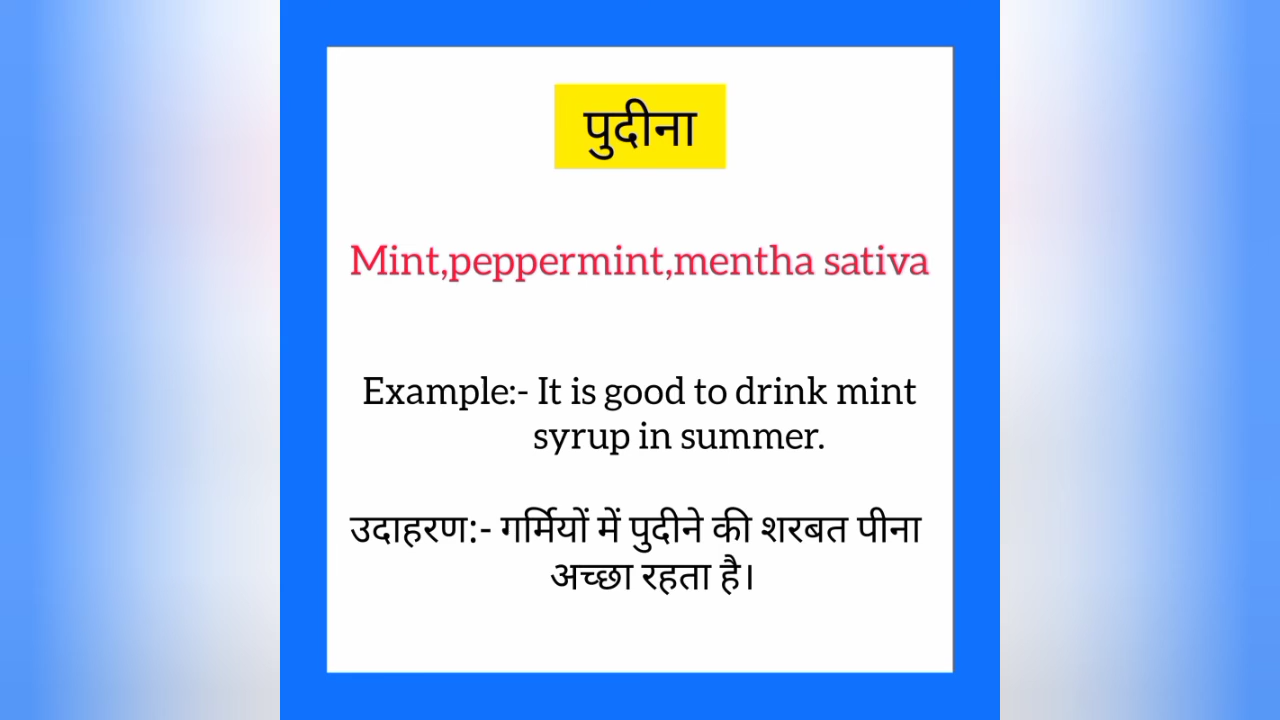 पुदीना
Mint,peppermint,mentha sativa
Example:- It is good to drink mint
syrup in summer.
उदाहरण:- गर्मियों में पुदीने की शरबत पीना
अच्छा रहता है।